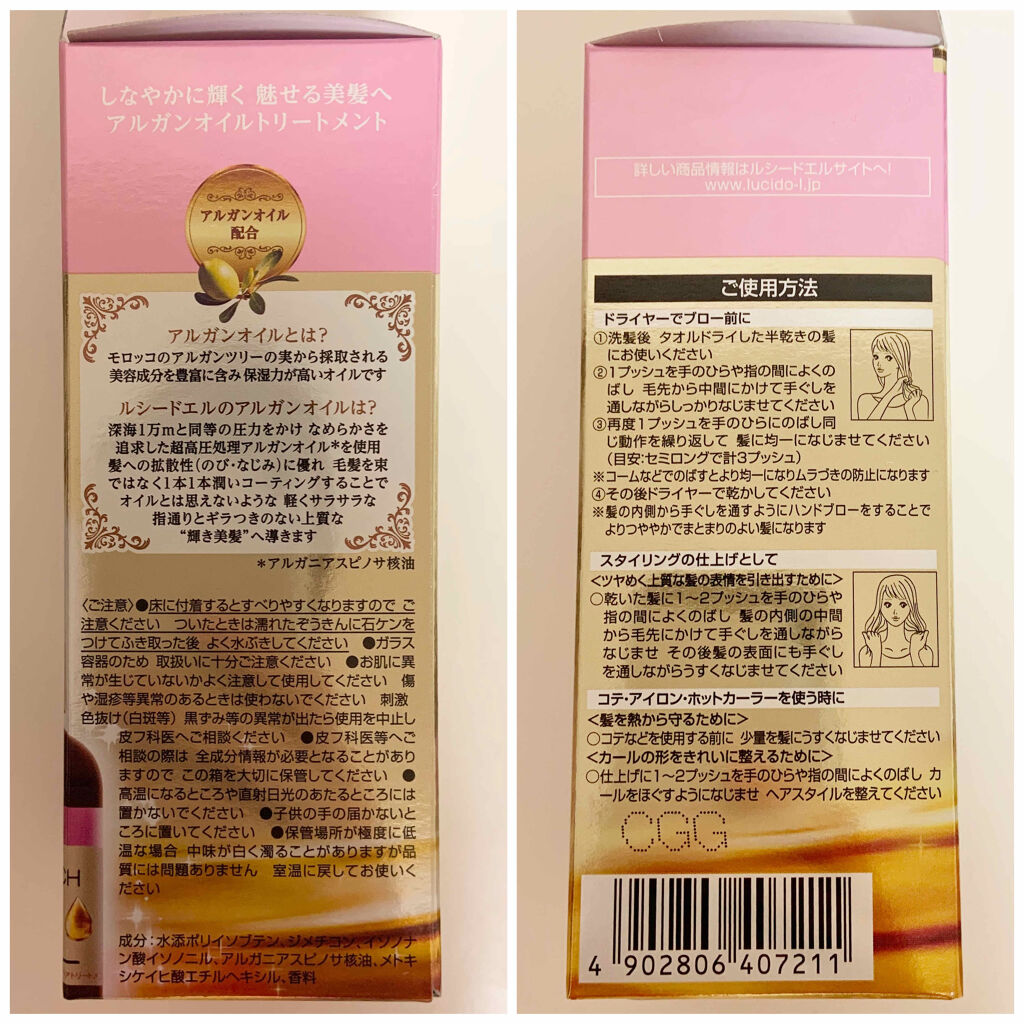 しなやかに輝く 魅せる美髪へ
アルガンオイルトリートメント
アルガンオイル
配合
アルガンオイルとは?
モロッコのアルガンツリーの実から採取される
美容成分を豊富に含み保湿力が高いオイルです
ルシードエルのアルガンオイルは?
深海1万mと同等の圧力をかけ なめらかさを
追求した超高圧処理アルガンオイル*を使用
髪への拡散性(のび・なじみ)に優れ 毛髪を束
ではなく1本1本潤いコーティングすることで
オイルとは思えないような 軽くサラサラな
指通りとギラつきのない上質な
“輝き美髪”へ導きます
*アルガニアスピノサ核油
〈ご注意〉●床に付着するとすべりやすくなりますので ご
注意ください ついたときは濡れたぞうきんに石ケンを
つけてふき取った後 よく水ぶきしてください ●ガラス
容器のため 取扱いに十分ご注意ください ●お肌に異
常が生じていないかよく注意して使用してください 傷
や湿疹等異常のあるときは使わないでください 刺激
色抜け(白斑等) 黒ずみ等の異常が出たら使用を中止し
皮フ科医へご相談ください ●皮フ科医等へご
相談の際は 全成分情報が必要となることがあり
ますので この箱を大切に保管してください ●
高温になるところや直射日光のあたるところには
置かないでください ●子供の手の届かないと
ころに置いてください ●保管場所が極度に低
温な場合 中味が白く濁ることがありますが品
質には問題ありません 室温に戻してお使いく
ださい
CH
成分:水添ポリイソブテン、ジメチコン、イソノナ
ン酸イソノニル、アルガニアスピノサ核油、メトキ
シケイヒ酸エチルヘキシル、香料
詳しい商品情報はルシードエルサイトへ!
www.lucido-l.jp
ご使用方法
ドライヤーでブロー前に
①洗髪後 タオルドライした半乾きの髪
にお使いください
②1プッシュを手のひらや指の間によくの
ばし 毛先から中間にかけて手ぐしを
通しながらしっかりなじませてください
③再度1プッシュを手のひらにのばし同
じ動作を繰り返して 髪に均一になじませてください
(目安:セミロングで計3プッシュ)
※コームなどでのばすとより均一になりムラづきの防止になります
④その後ドライヤーで乾かしてください
※髪の内側から手ぐしを通すようにハンドブローをすることで
よりつややかでまとまりのよい髪になります
スタイリングの仕上げとして
<ツヤめく上質な髪の表情を引き出すために>
○乾いた髪に1〜2プッシュを手のひらや
指の間によくのばし 髪の内側の中間
から毛先にかけて手ぐしを通しながら
なじませ その後髪の表面にも手ぐし
を通しながらうすくなじませてください
コテ・アイロン・ホットカーラーを使う時に
<髪を熱から守るために>
○コテなどを使用する前に 少量を髪にうすくなじませてください
<カールの形をきれいに整えるために>
○仕上げに1〜2プッシュを手のひらや指の間によくのばし カ
ールをほぐすようになじませ ヘアスタイルを整えてください
CGG
4 902806 407211